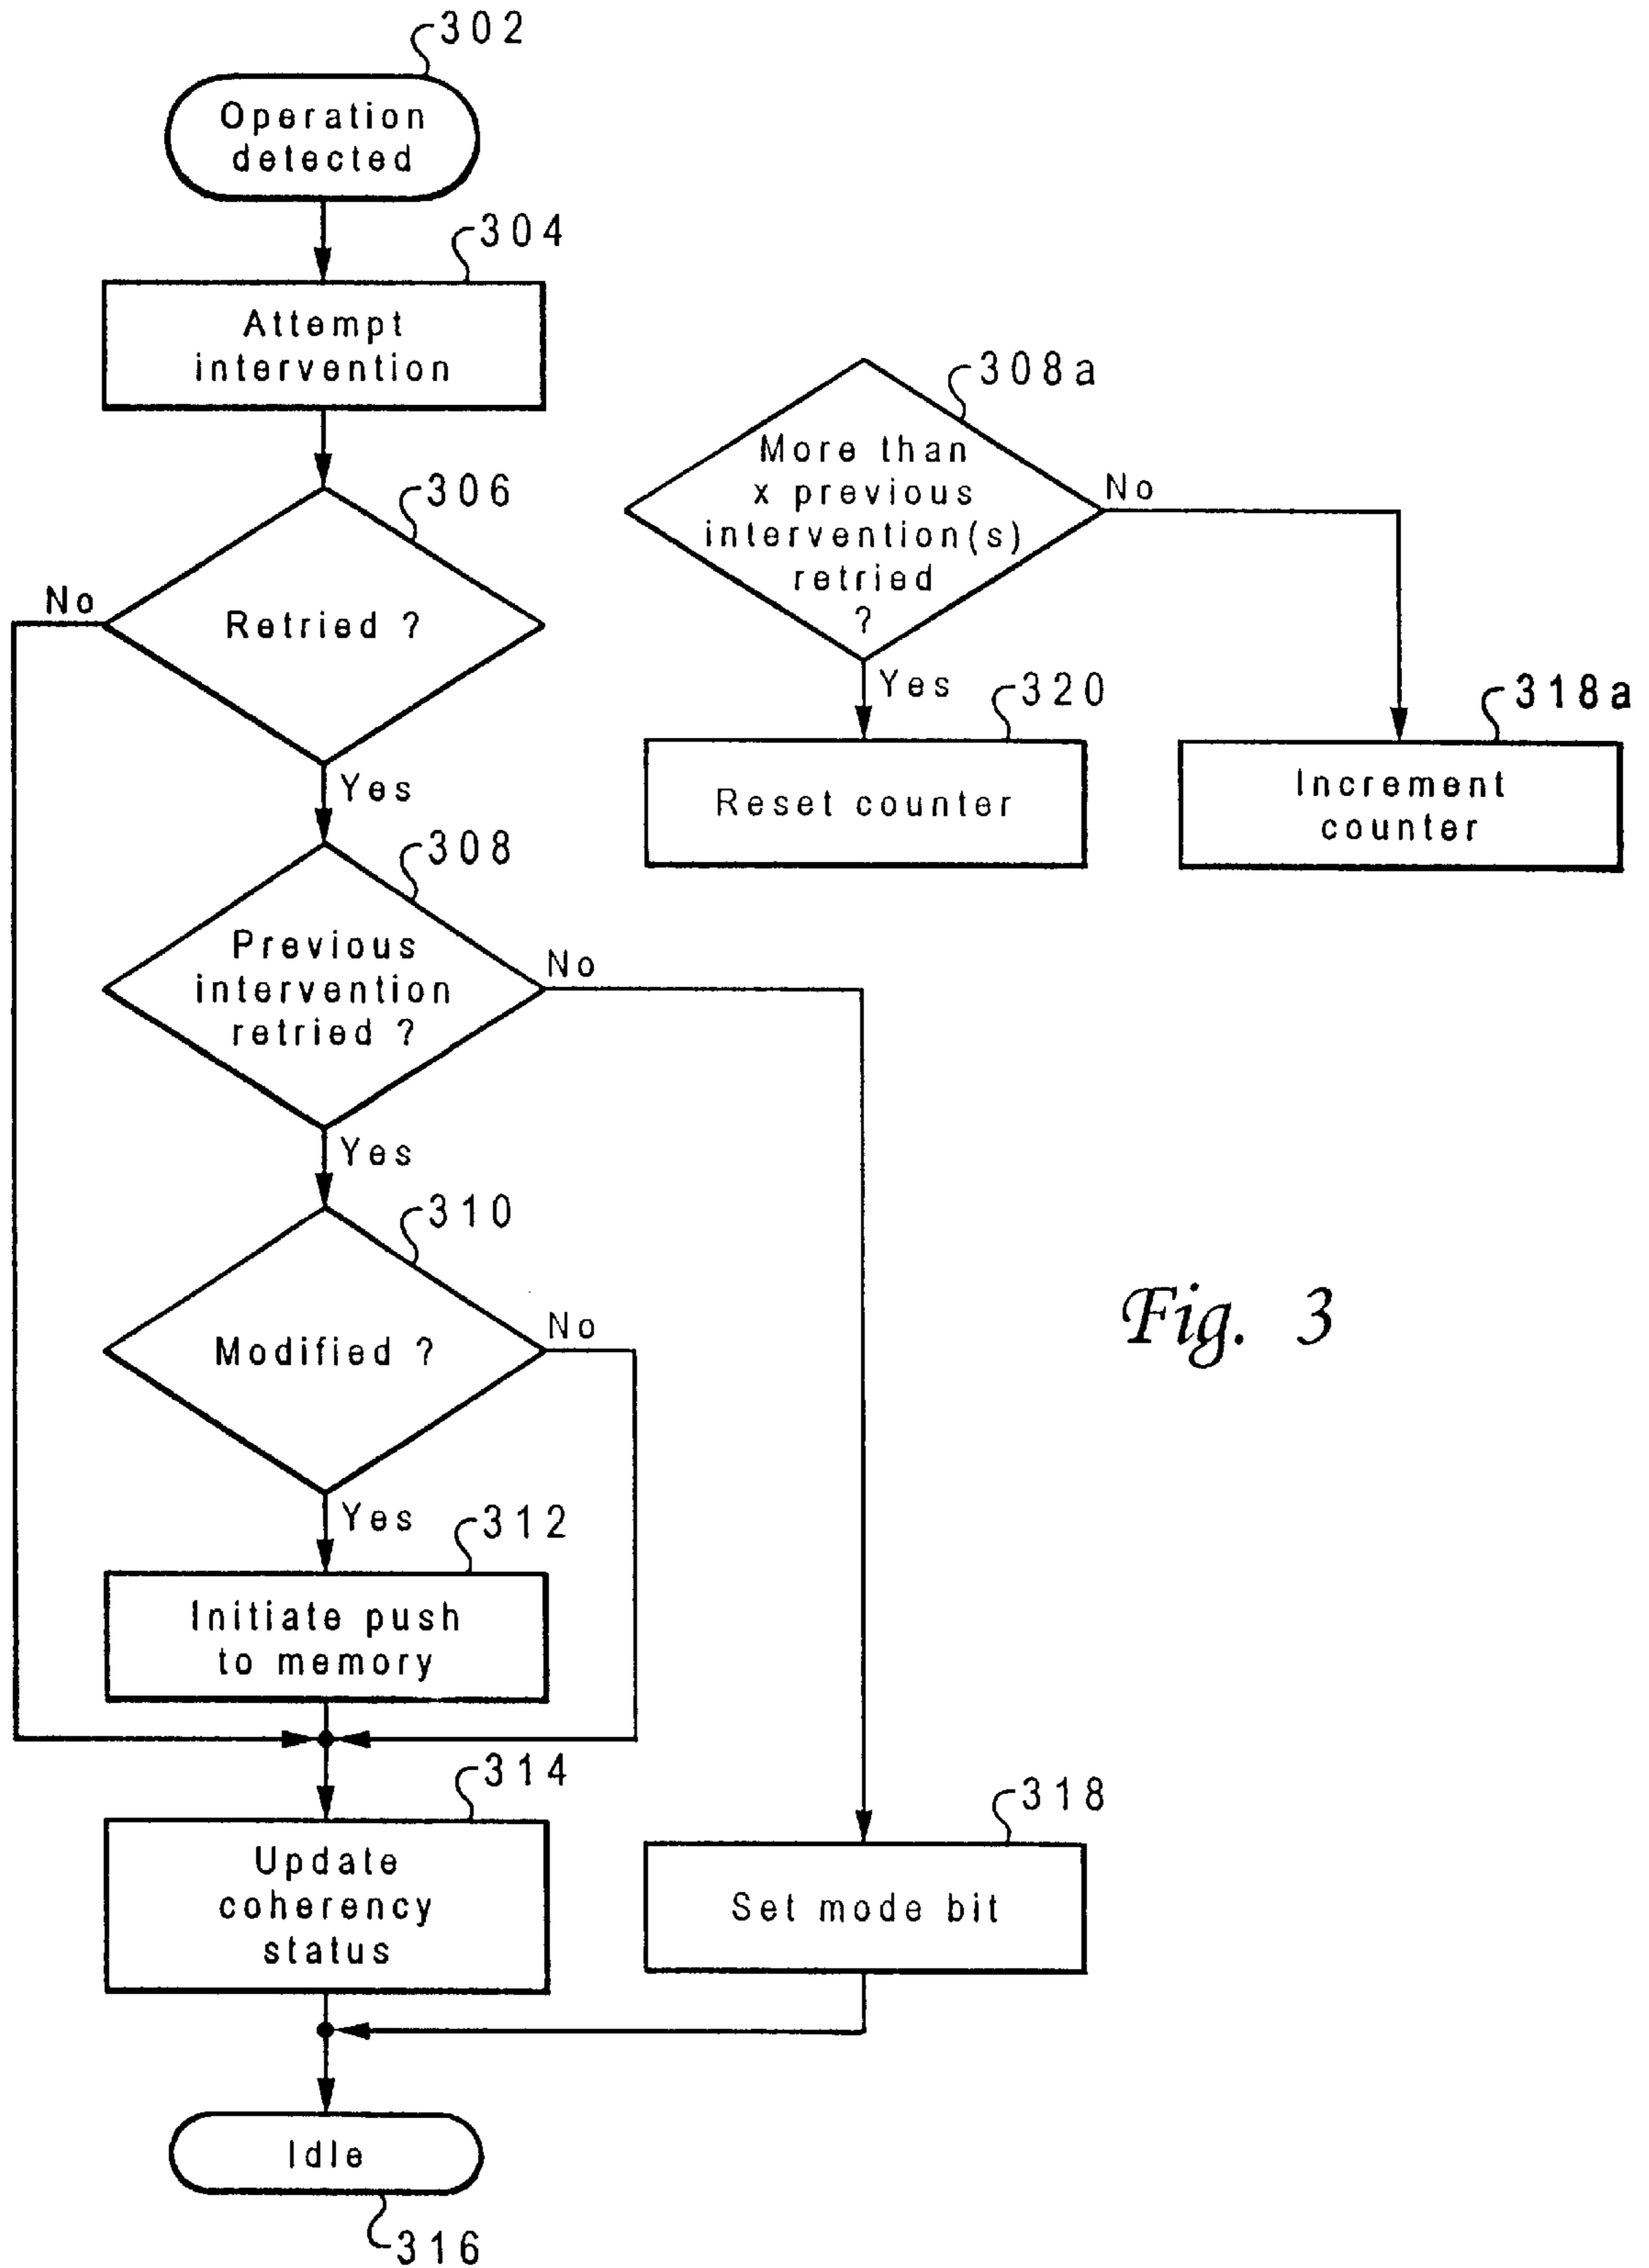 302
Operation
detected
304
Attempt
intervention
306
Retried ?
No
Yes
308
Previous
intervention
retried ?
No
Yes
310
Modified ?
No
Yes
312
Initiate push
to memory
314
Update
coherency
status
318
Set mode bit
Idle
316
308a
More than
x previous
intervention(s)
retried
?
No
Yes
320
Reset counter
318a
Increment
counter
Fig. 3